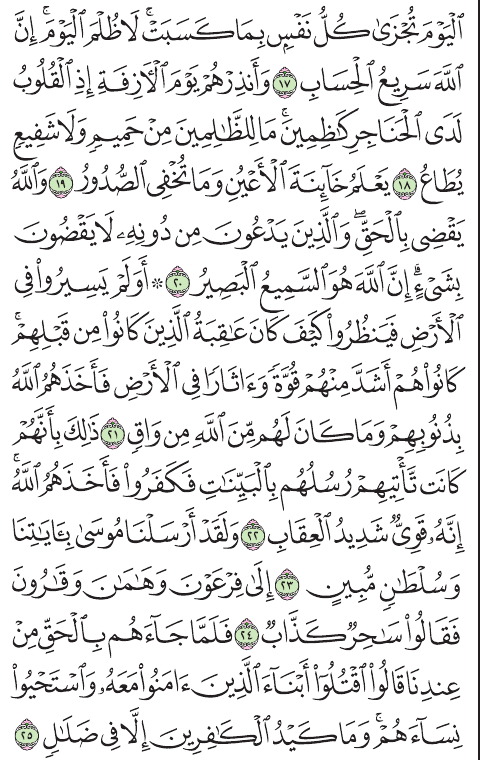 ٱلۡيَوۡمَ تُجۡزَىٰ كُلُّ نَفۡسِۭ بِمَا كَسَبَتۡۚ لَا ظُلۡمَ ٱلۡيَوۡمَۚ إِنَّ
ٱللَّهَ سَرِيعُ ٱلۡحِسَابِ ١٧ وَأَنذِرۡهُمۡ يَوۡمَ ٱلۡأٓزِفَةِ إِذِ ٱلۡقُلُوبُ
لَدَى ٱلۡحَنَاجِرِ كَٰظِمِينَۚ مَا لِلظَّٰلِمِينَ مِنۡ حَمِيمٖ وَلَا شَفِيعٖ
يُطَاعُ ١٨ يَعۡلَمُ خَآئِنَةَ ٱلۡأَعۡيُنِ وَمَا تُخۡفِي ٱلصُّدُورُ ١٩ وَٱللَّهُ
يَقۡضِي بِٱلۡحَقِّۖ وَٱلَّذِينَ يَدۡعُونَ مِن دُونِهِۦ لَا يَقۡضُونَ
بِشَيۡءٍۗ إِنَّ ٱللَّهَ هُوَ ٱلسَّمِيعُ ٱلۡبَصِيرُ ٢٠ ۞ أَوَلَمۡ يَسِيرُواْ فِي
ٱلۡأَرۡضِ فَيَنظُرُواْ كَيۡفَ كَانَ عَٰقِبَةُ ٱلَّذِينَ كَانُواْ مِن قَبۡلِهِمۡۚ
كَانُواْ هُمۡ أَشَدَّ مِنۡهُمۡ قُوَّةٗ وَءَاثَارٗا فِي ٱلۡأَرۡضِ فَأَخَذَهُمُ ٱللَّهُ
بِذُنُوبِهِمۡ وَمَا كَانَ لَهُم مِّنَ ٱللَّهِ مِن وَاقٖ ٢١ ذَٰلِكَ بِأَنَّهُمۡ
كَانَت تَّأۡتِيهِمۡ رُسُلُهُم بِٱلۡبَيِّنَٰتِ فَكَفَرُواْ فَأَخَذَهُمُ ٱللَّهُۚ
إِنَّهُۥ قَوِيّٞ شَدِيدُ ٱلۡعِقَابِ ٢٢ وَلَقَدۡ أَرۡسَلۡنَا مُوسَىٰ بِـَٔايَٰتِنَا
وَسُلۡطَٰنٖ مُّبِينٍ ٢٣ إِلَىٰ فِرۡعَوۡنَ وَهَٰمَٰنَ وَقَٰرُونَ
فَقَالُواْ سَٰحِرٞ كَذَّابٞ ٢٤ فَلَمَّا جَآءَهُم بِٱلۡحَقِّ مِنۡ
عِندِنَا قَالُواْ ٱقۡتُلُوٓاْ أَبۡنَآءَ ٱلَّذِينَ ءَامَنُواْ مَعَهُۥ وَٱسۡتَحۡيُواْ
نِسَآءَهُمۡۚ وَمَا كَيۡدُ ٱلۡكَٰفِرِينَ إِلَّا فِي ضَلَٰلٖ ٢٥